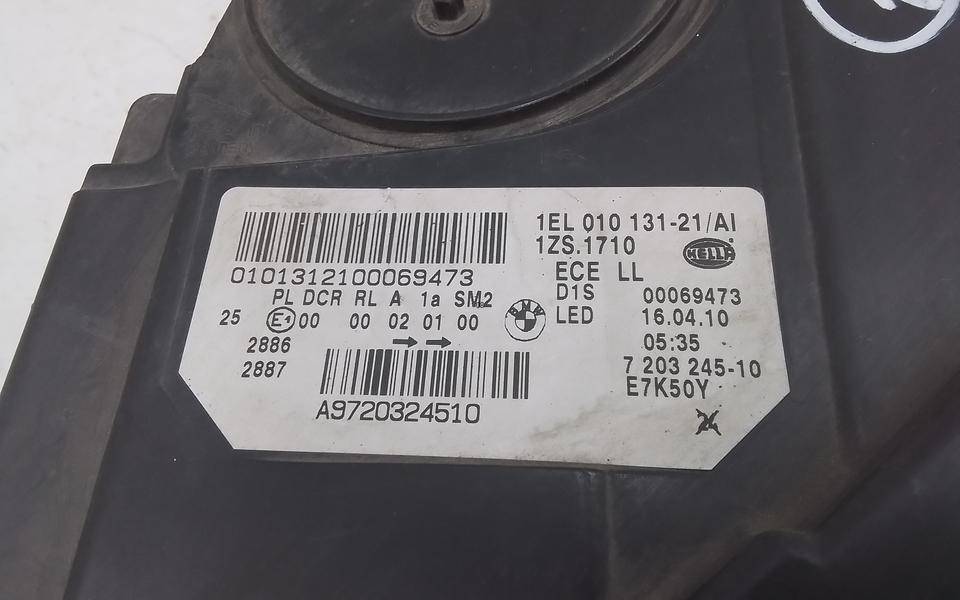 0101312100069473
PL DCR RL A 1a SM2
25 E1 00 00 02 01 00
2886
2887
A9720324510
BMW
1EL 010 131-21/AI
1ZS.1710
HELLA
ECE LL
D1S 00069473
LED 16.04.10
05:35
7 203 245-10
E7K50Y